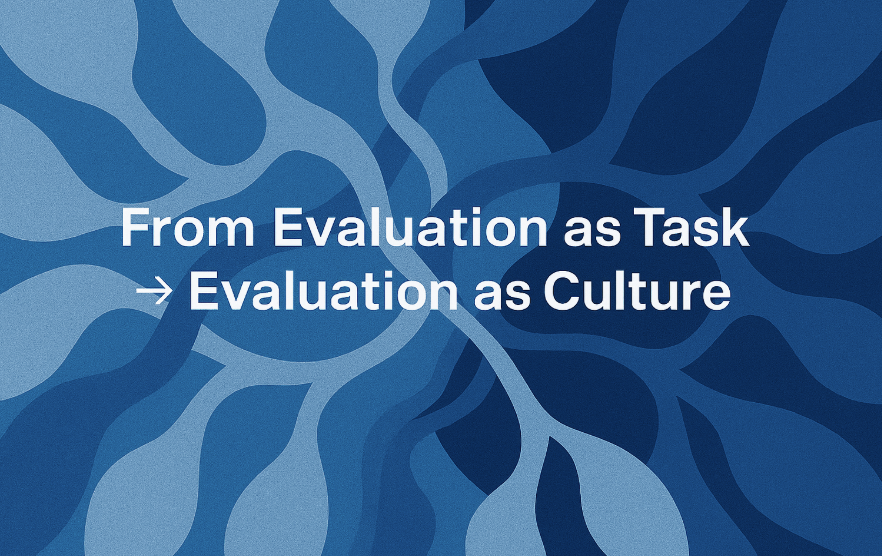 From Evaluation as Task
→ Evaluation as Culture